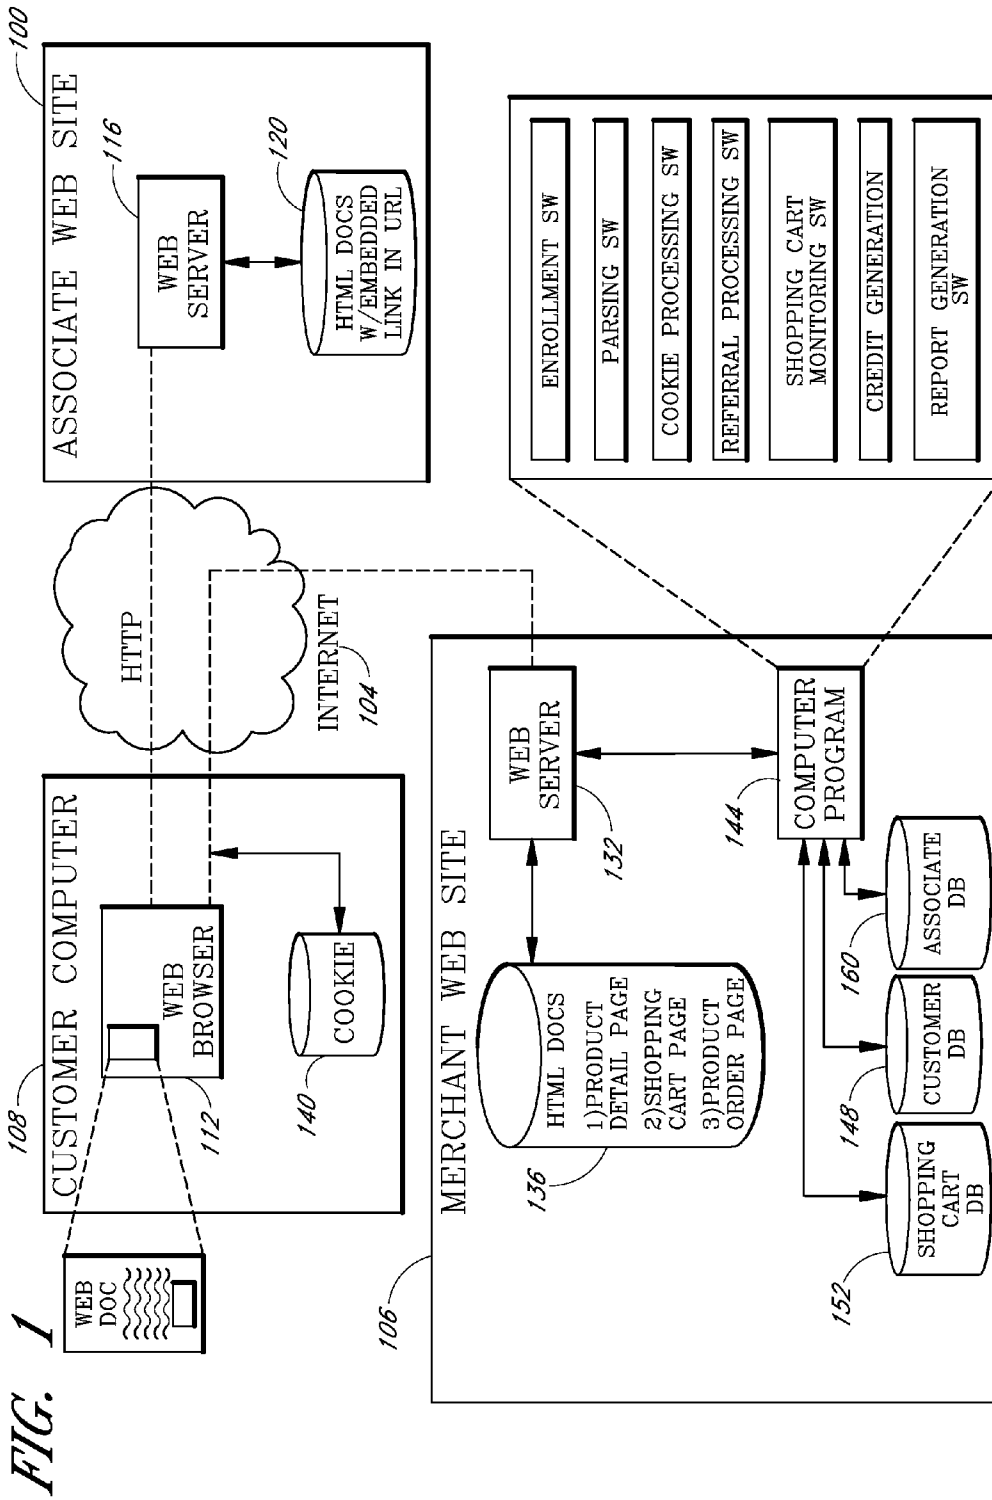 FIG. 1
WEB
DOC
108
CUSTOMER COMPUTER
WEB
BROWSER
112
COOKIE
140
HTTP
INTERNET
104
100
ASSOCIATE WEB SITE
116
WEB
SERVER
120
HTML DOCS
W/EMBEDDED
LINK IN URL
106
MERCHANT WEB SITE
HTML DOCS
1)PRODUCT
DETAIL PAGE
2)SHOPPING
CART PAGE
3)PRODUCT
ORDER PAGE
136
WEB
SERVER
132
144
COMPUTER
PROGRAM
152
SHOPPING
CART
DB
148
CUSTOMER
DB
160
ASSOCIATE
DB
ENROLLMENT SW
PARSING SW
COOKIE PROCESSING SW
REFERRAL PROCESSING SW
SHOPPING CART
MONITORING SW
CREDIT GENERATION
REPORT GENERATION
SW